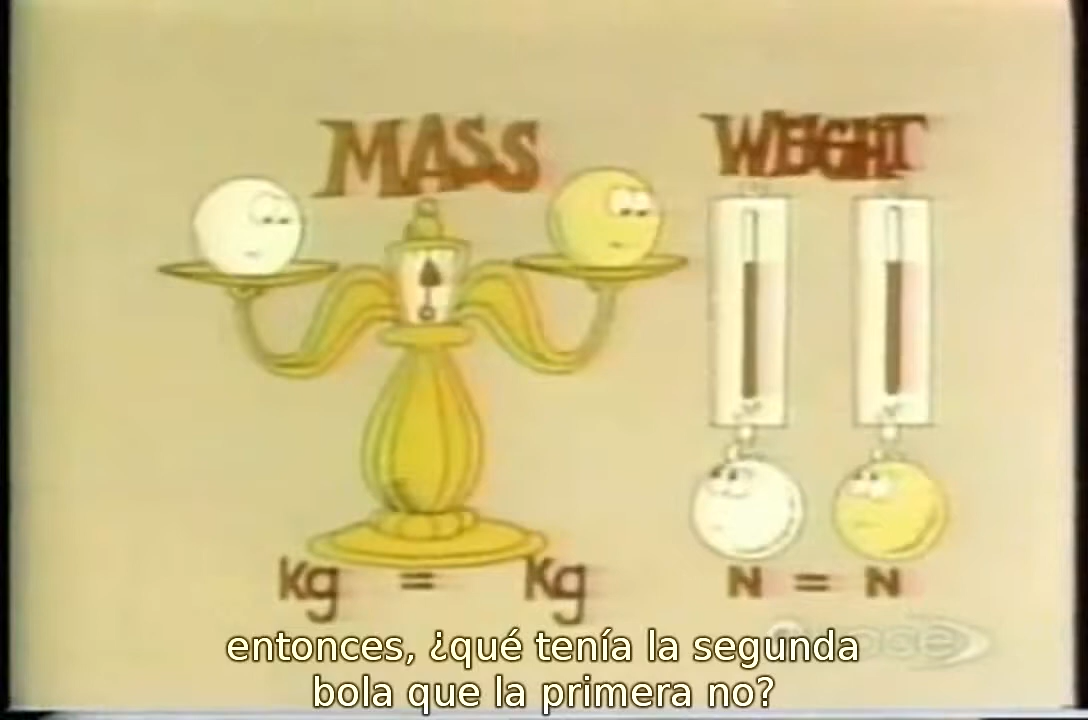 MASS WEIGHT
kg = kg N = N
entonces, ¿qué tenía la segunda
bola que la primera no?